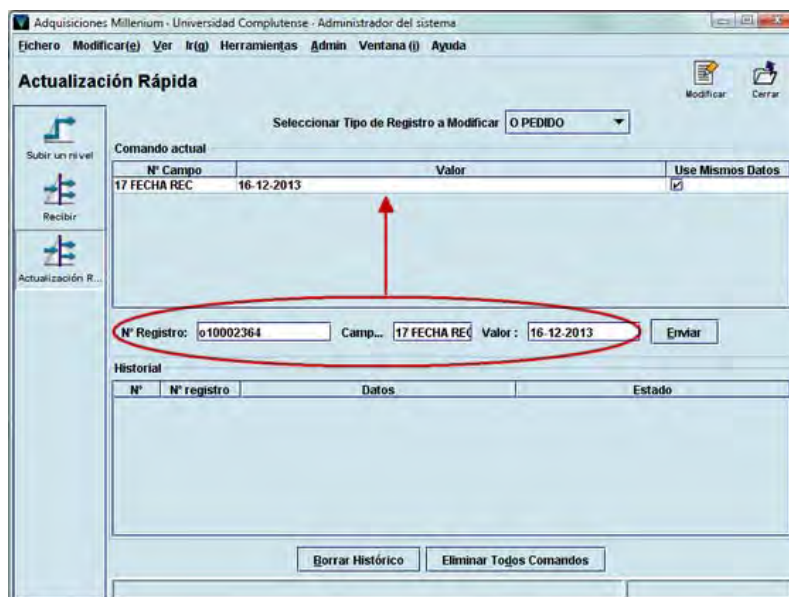 Adquisiciones Millenium - Universidad Complutense - Administrador del sistema
Fichero Modificar(e) Ver Ir(g) Herramientas Admin Ventana (i) Ayuda
Actualización Rápida
Modificar Cerrar
Seleccionar Tipo de Registro a Modificar O PEDIDO
Subir un nivel
Recibir
Actualización R...
Comando actual
Nº Campo Valor Use Mismos Datos
17 FECHA REC 16-12-2013
Nº Registro: o10002364 Camp... 17 FECHA REC Valor : 16-12-2013 Enviar
Historial
Nº Nº registro Datos Estado
Borrar Histórico Eliminar Todos Comandos